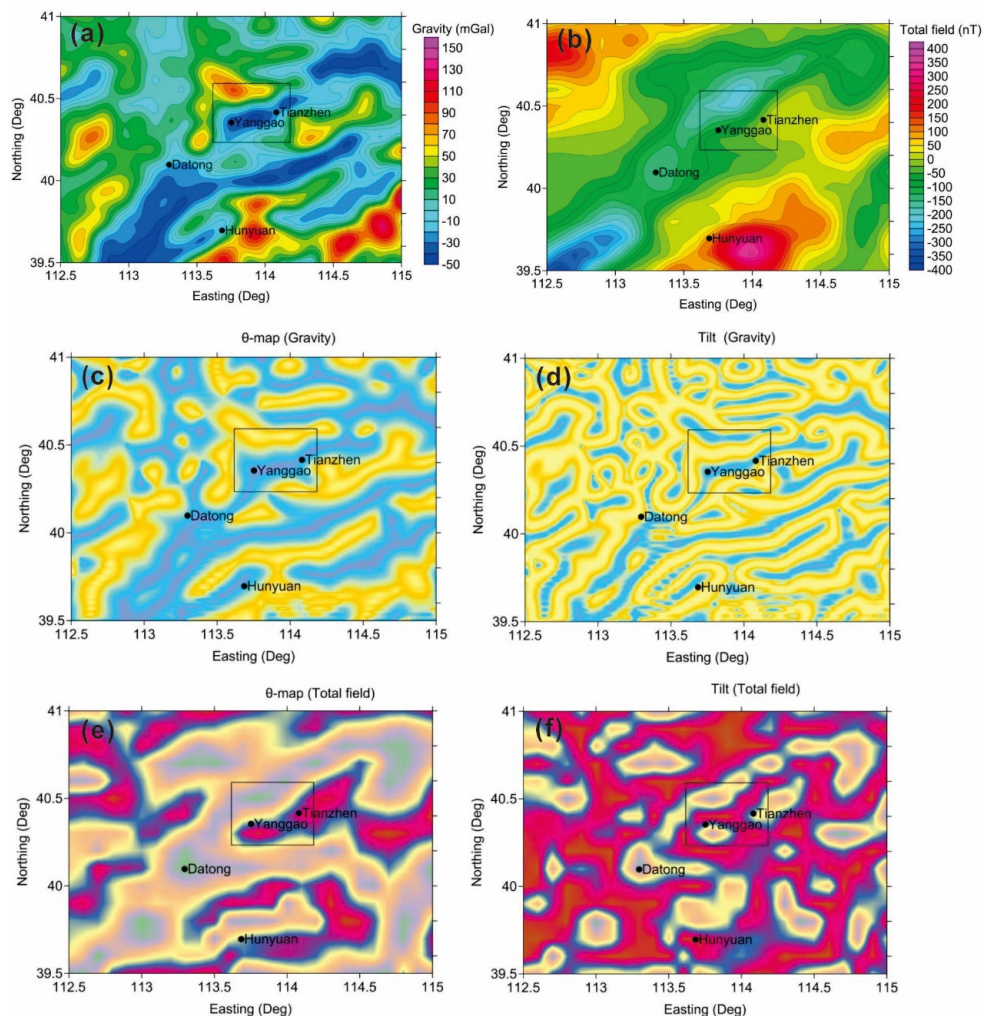 (a)
Gravity (mGal)
41
40.5
40
39.5
Northing (Deg)
Yanggao
Tianzhen
Datong
Hunyuan
112.5 113 113.5 114 114.5 115
Easting (Deg)
150
130
110
90
70
50
30
10
-10
-30
-50
(b)
Total field (nT)
41
40.5
40
39.5
Northing (Deg)
Tianzhen
Yanggao
Datong
Hunyuan
112.5 113 113.5 114 114.5 115
Easting (Deg)
400
350
300
250
200
150
100
50
0
-50
-100
-150
-200
-250
-300
-350
-400
θ-map (Gravity)
(c)
41
40.5
40
39.5
Northing (Deg)
Tianzhen
Yanggao
Datong
Hunyuan
112.5 113 113.5 114 114.5 115
Easting (Deg)
Tilt (Gravity)
(d)
41
40.5
40
39.5
Northing (Deg)
Tianzhen
Yanggao
Datong
Hunyuan
112.5 113 113.5 114 114.5 115
Easting (Deg)
θ-map (Total field)
(e)
41
40.5
40
39.5
Northing (Deg)
Tianzhen
Yanggao
Datong
Hunyuan
112.5 113 113.5 114 114.5 115
Easting (Deg)
Tilt (Total field)
(f)
41
40.5
40
39.5
Northing (Deg)
Tianzhen
Yanggao
Datong
Hunyuan
112.5 113 113.5 114 114.5 115
Easting (Deg)